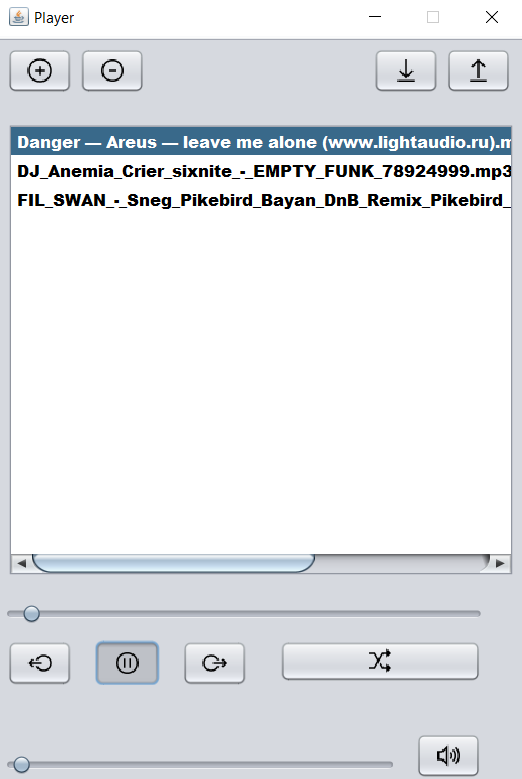 Player
Danger — Areus — leave me alone (www.lightaudio.ru).m
DJ_Anemia_Crier_sixnite_-_EMPTY_FUNK_78924999.mp3
FIL_SWAN_-_Sneg_Pikebird_Bayan_DnB_Remix_Pikebird_